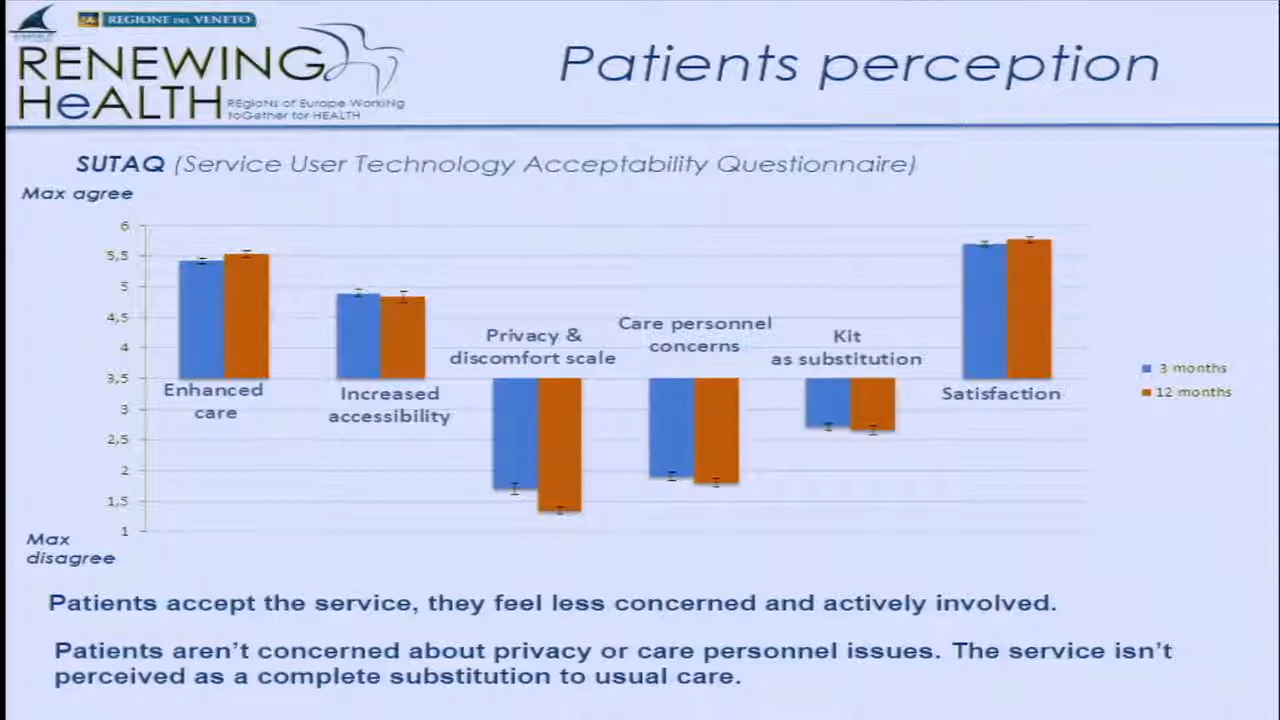 REGIONE DEL VENETO
RENEWING
HeALTH
REgioNs of Europe WorkiNg
toGether for HEALTH
Patients perception
SUTAQ (Service User Technology Acceptability Questionnaire)
Max agree
6
5,5
5
4,5
4
3,5
3
2,5
2
1,5
1
Enhanced
care
Increased
accessibility
Privacy &
discomfort scale
Care personnel
concerns
Kit
as substitution
Satisfaction
3 months
12 months
Max
disagree
Patients accept the service, they feel less concerned and actively involved.
Patients aren't concerned about privacy or care personnel issues. The service isn't
perceived as a complete substitution to usual care.